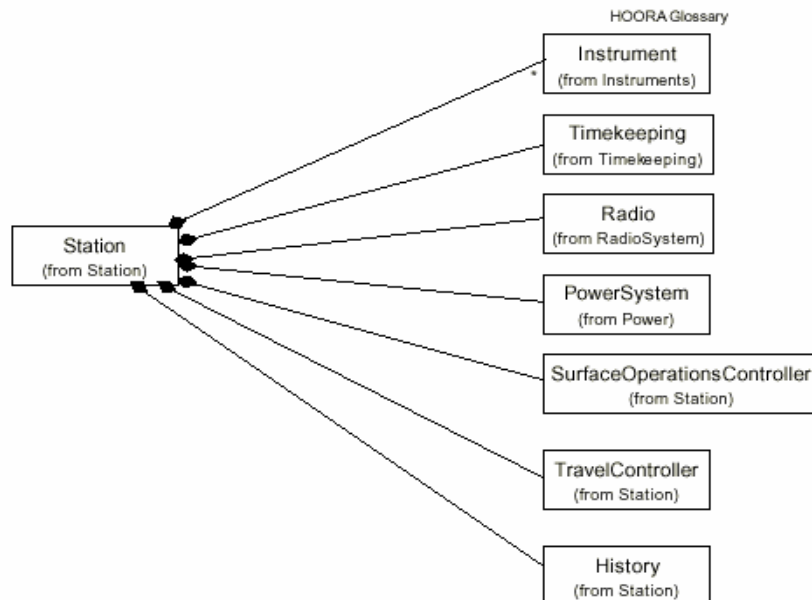 HOORA Glossary
Instrument
(from Instruments)
*
Timekeeping
(from Timekeeping)
Radio
(from RadioSystem)
Station
(from Station)
PowerSystem
(from Power)
SurfaceOperationsController
(from Station)
TravelController
(from Station)
History
(from Station)